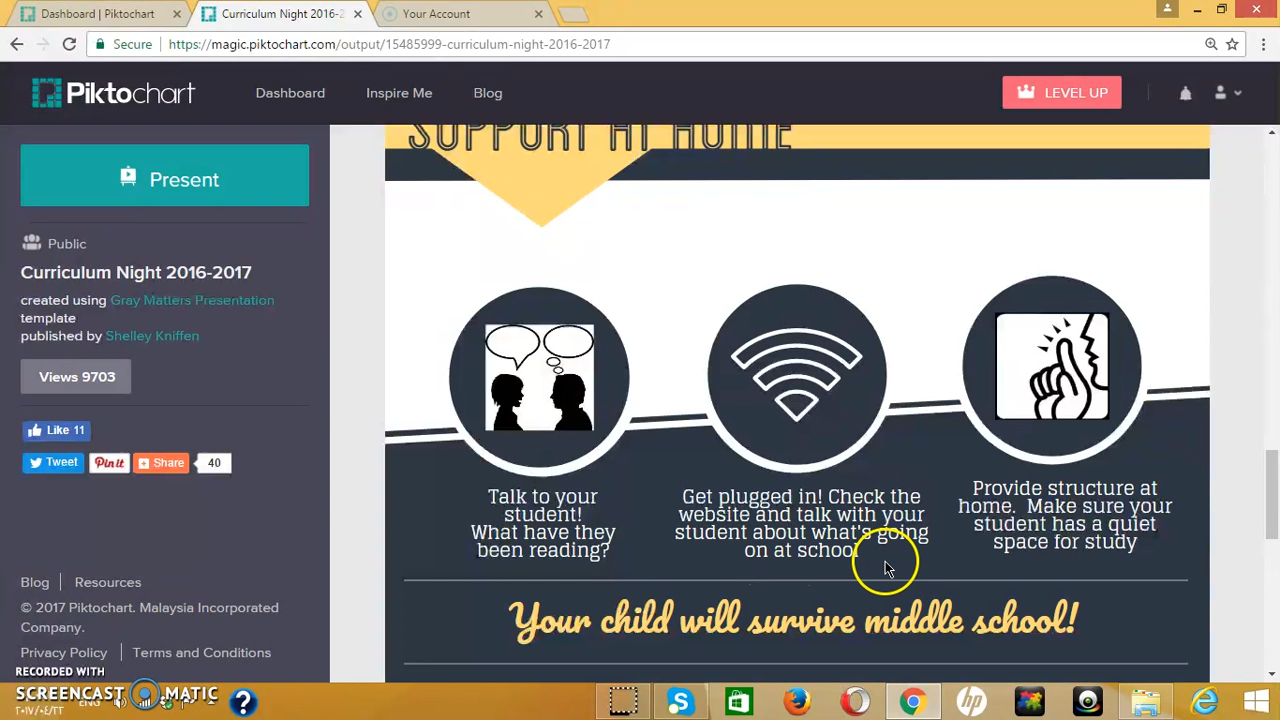 Dashboard | Piktochart
Curriculum Night 2016-2
Your Account
Secure
https://magic.piktochart.com/output/15485999-curriculum-night-2016-2017
Piktochart
Dashboard
Inspire Me
Blog
LEVEL UP
Present
Public
Curriculum Night 2016-2017
created using Gray Matters Presentation
template
published by Shelley Kniffen
Views 9703
Like 11
Tweet
Pin it
Share
40
Blog
Resources
© 2017 Piktochart. Malaysia Incorporated
Company.
Privacy Policy
Terms and Conditions
SUPPORT AT HOME
Talk to your
student!
What have they
been reading?
Get plugged in! Check the
website and talk with your
student about what's going
on at school
Provide structure at
home. Make sure your
student has a quiet
space for study
Your child will survive middle school!
RECORDED WITH
SCREENCAST MATIC
ENG
hp